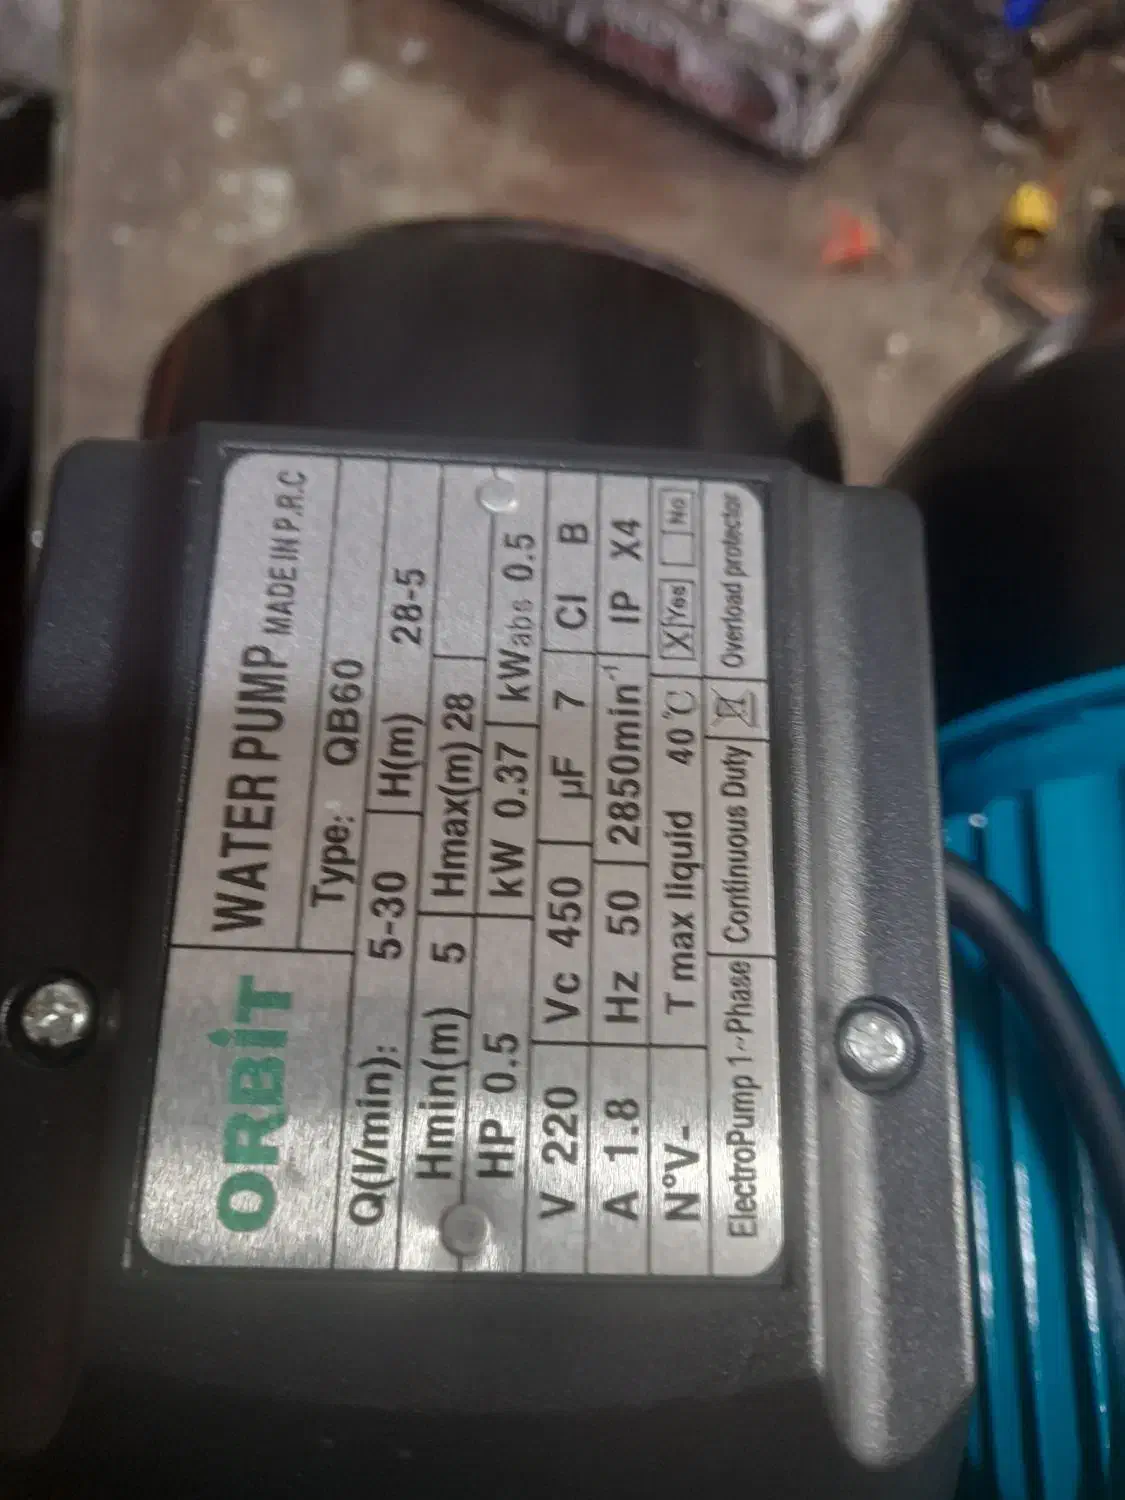 ORBiT
WATER PUMP MADE IN P.R.C
Type: QB60
Q(l/min): 5-30 H(m) 28-5
Hmin(m) 5 Hmax(m) 28
HP 0.5 kW 0.37 kWabs 0.5
V 220 Vc 450 µF 7 Cl B
A 1.8 Hz 50 2850min-1 IP X4
N°V- T max liquid 40℃ X Yes No
ElectroPump 1~Phase Continuous Duty Overload protector